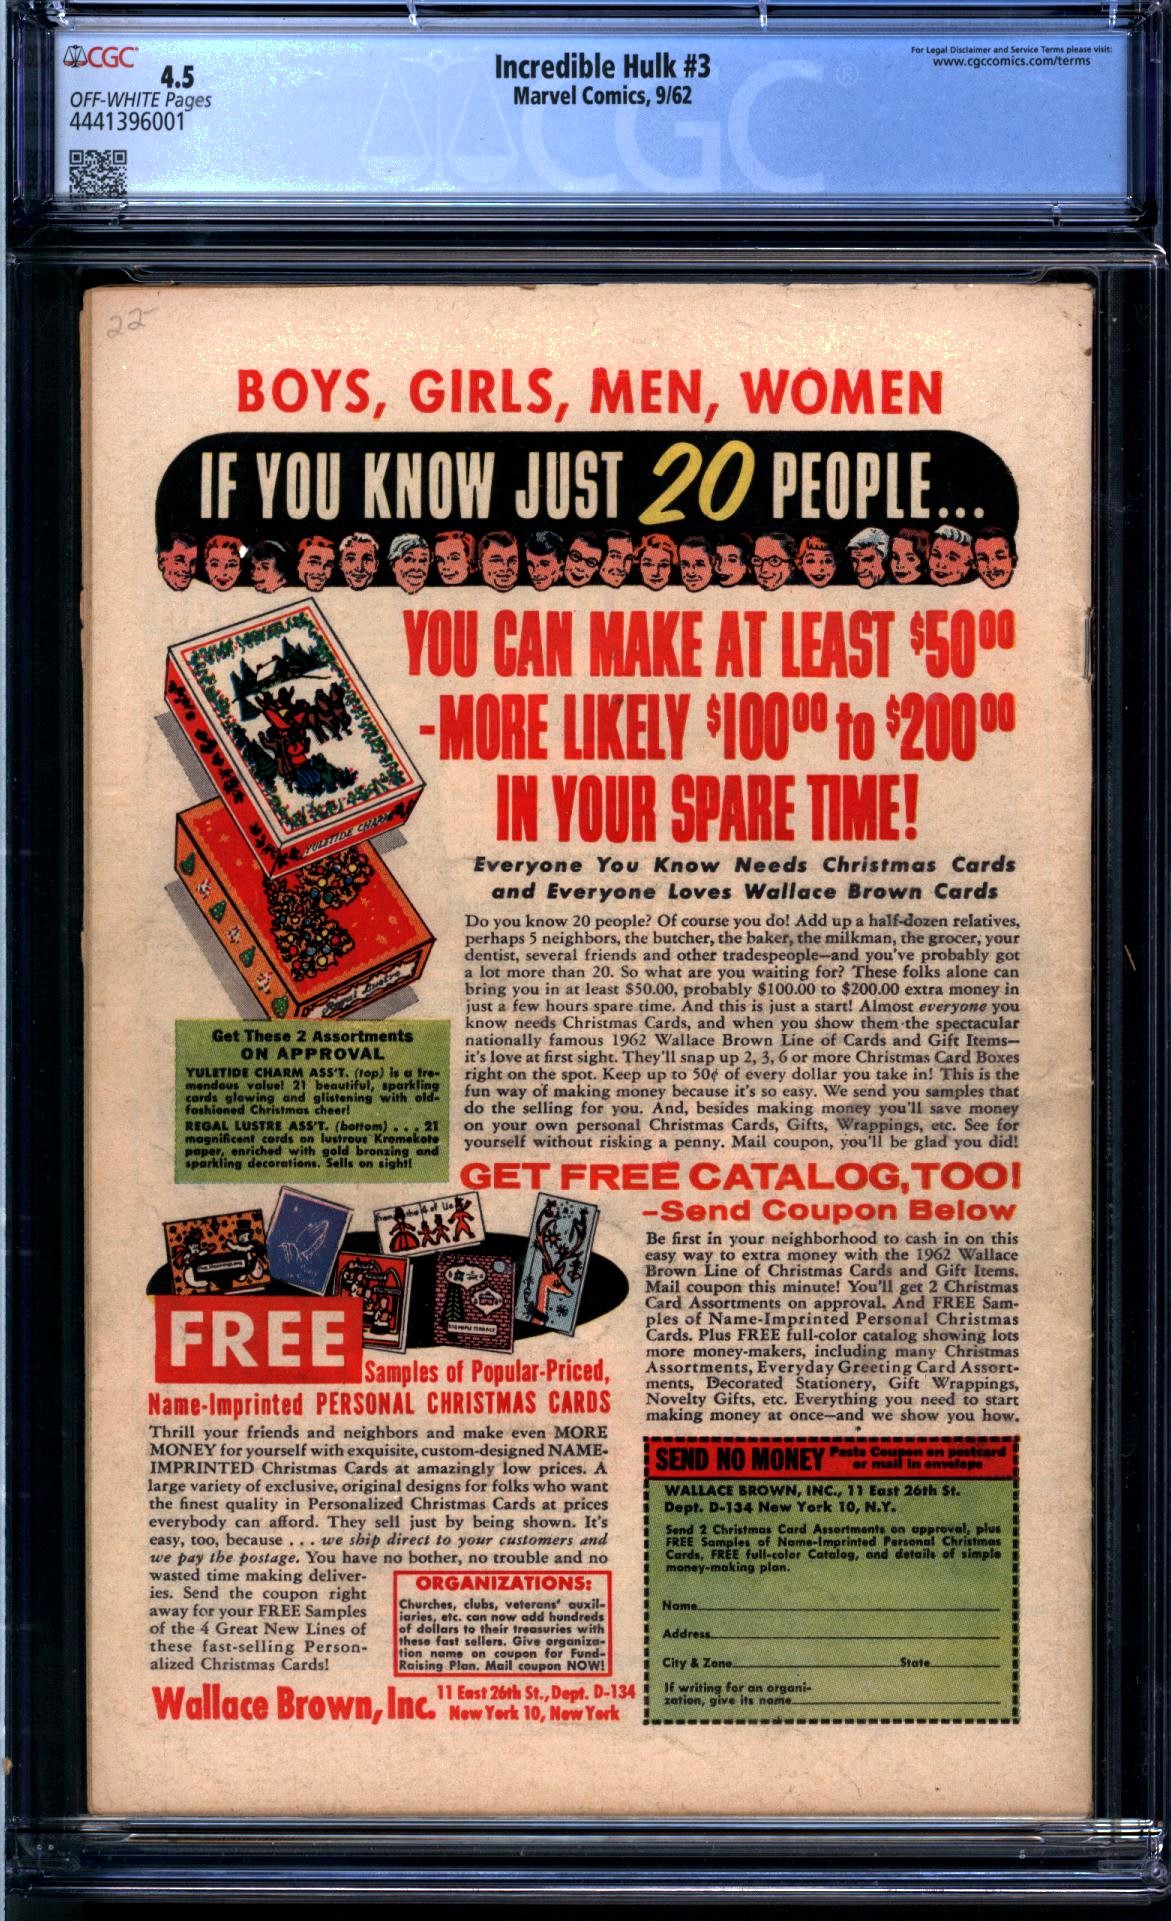 CGC
4.5
OFF-WHITE Pages
4441396001
Incredible Hulk #3
Marvel Comics, 9/62
For Legal Disclaimer and Service Terms please visit:
www.cgccomics.com/terms
CGC®
22-
BOYS, GIRLS, MEN, WOMEN
IF YOU KNOW JUST 20 PEOPLE...
YOU CAN MAKE AT LEAST $50⁰⁰
-MORE LIKELY $100⁰⁰ to $200⁰⁰
IN YOUR SPARE TIME!
YULETIDE CHARM
Regal Lustre
Everyone You Know Needs Christmas Cards
and Everyone Loves Wallace Brown Cards
Do you know 20 people? Of course you do! Add up a half-dozen relatives,
perhaps 5 neighbors, the butcher, the baker, the milkman, the grocer, your
dentist, several friends and other tradespeople—and you've probably got
a lot more than 20. So what are you waiting for? These folks alone can
bring you in at least $50.00, probably $100.00 to $200.00 extra money in
just a few hours spare time. And this is just a start! Almost everyone you
know needs Christmas Cards, and when you show them the spectacular
nationally famous 1962 Wallace Brown Line of Cards and Gift Items—
it's love at first sight. They'll snap up 2, 3, 6 or more Christmas Card Boxes
right on the spot. Keep up to 50¢ of every dollar you take in! This is the
fun way of making money because it's so easy. We send you samples that
do the selling for you. And, besides making money you'll save money
on your own personal Christmas Cards, Gifts, Wrappings, etc. See for
yourself without risking a penny. Mail coupon, you'll be glad you did!
Get These 2 Assortments
ON APPROVAL
YULETIDE CHARM ASS'T. (top) is a tre-
mendous value! 21 beautiful, sparkling
cards glowing and glistening with old-
fashioned Christmas cheer!
REGAL LUSTRE ASS'T. (bottom) . . . 21
magnificent cards on lustrous Kromekote
paper, enriched with gold bronzing and
sparkling decorations. Sells on sight!
GET FREE CATALOG, TOO!
-Send Coupon Below
Be first in your neighborhood to cash in on this
easy way to extra money with the 1962 Wallace
Brown Line of Christmas Cards and Gift Items.
Mail coupon this minute! You'll get 2 Christmas
Card Assortments on approval. And FREE Sam-
ples of Name-Imprinted Personal Christmas
Cards. Plus FREE full-color catalog showing lots
more money-makers, including many Christmas
Assortments, Everyday Greeting Card Assort-
ments, Decorated Stationery, Gift Wrappings,
Novelty Gifts, etc. Everything you need to start
making money at once—and we show you how.
From the 4 of Us
FREE
Samples of Popular-Priced,
Name-Imprinted PERSONAL CHRISTMAS CARDS
Thrill your friends and neighbors and make even MORE
MONEY for yourself with exquisite, custom-designed NAME-
IMPRINTED Christmas Cards at amazingly low prices. A
large variety of exclusive, original designs for folks who want
the finest quality in Personalized Christmas Cards at prices
everybody can afford. They sell just by being shown. It's
easy, too, because . . . we ship direct to your customers and
we pay the postage. You have no bother, no trouble and no
wasted time making deliver-
ies. Send the coupon right
away for your FREE Samples
of the 4 Great New Lines of
these fast-selling Person-
alized Christmas Cards!
ORGANIZATIONS:
Churches, clubs, veterans' auxil-
iaries, etc. can now add hundreds
of dollars to their treasuries with
these fast sellers. Give organiza-
tion name on coupon for Fund-
Raising Plan. Mail coupon NOW!
Wallace Brown, Inc. 11 East 26th St., Dept. D-134
New York 10, New York
SEND NO MONEY Paste Coupon on postcard
or mail in envelope
WALLACE BROWN, INC., 11 East 26th St.
Dept. D-134 New York 10, N.Y.
Send 2 Christmas Card Assortments on approval, plus
FREE Samples of Name-Imprinted Personal Christmas
Cards, FREE full-color Catalog, and details of simple
money-making plan.
Name
Address
City & Zone State
If writing for an organi-
zation, give its name